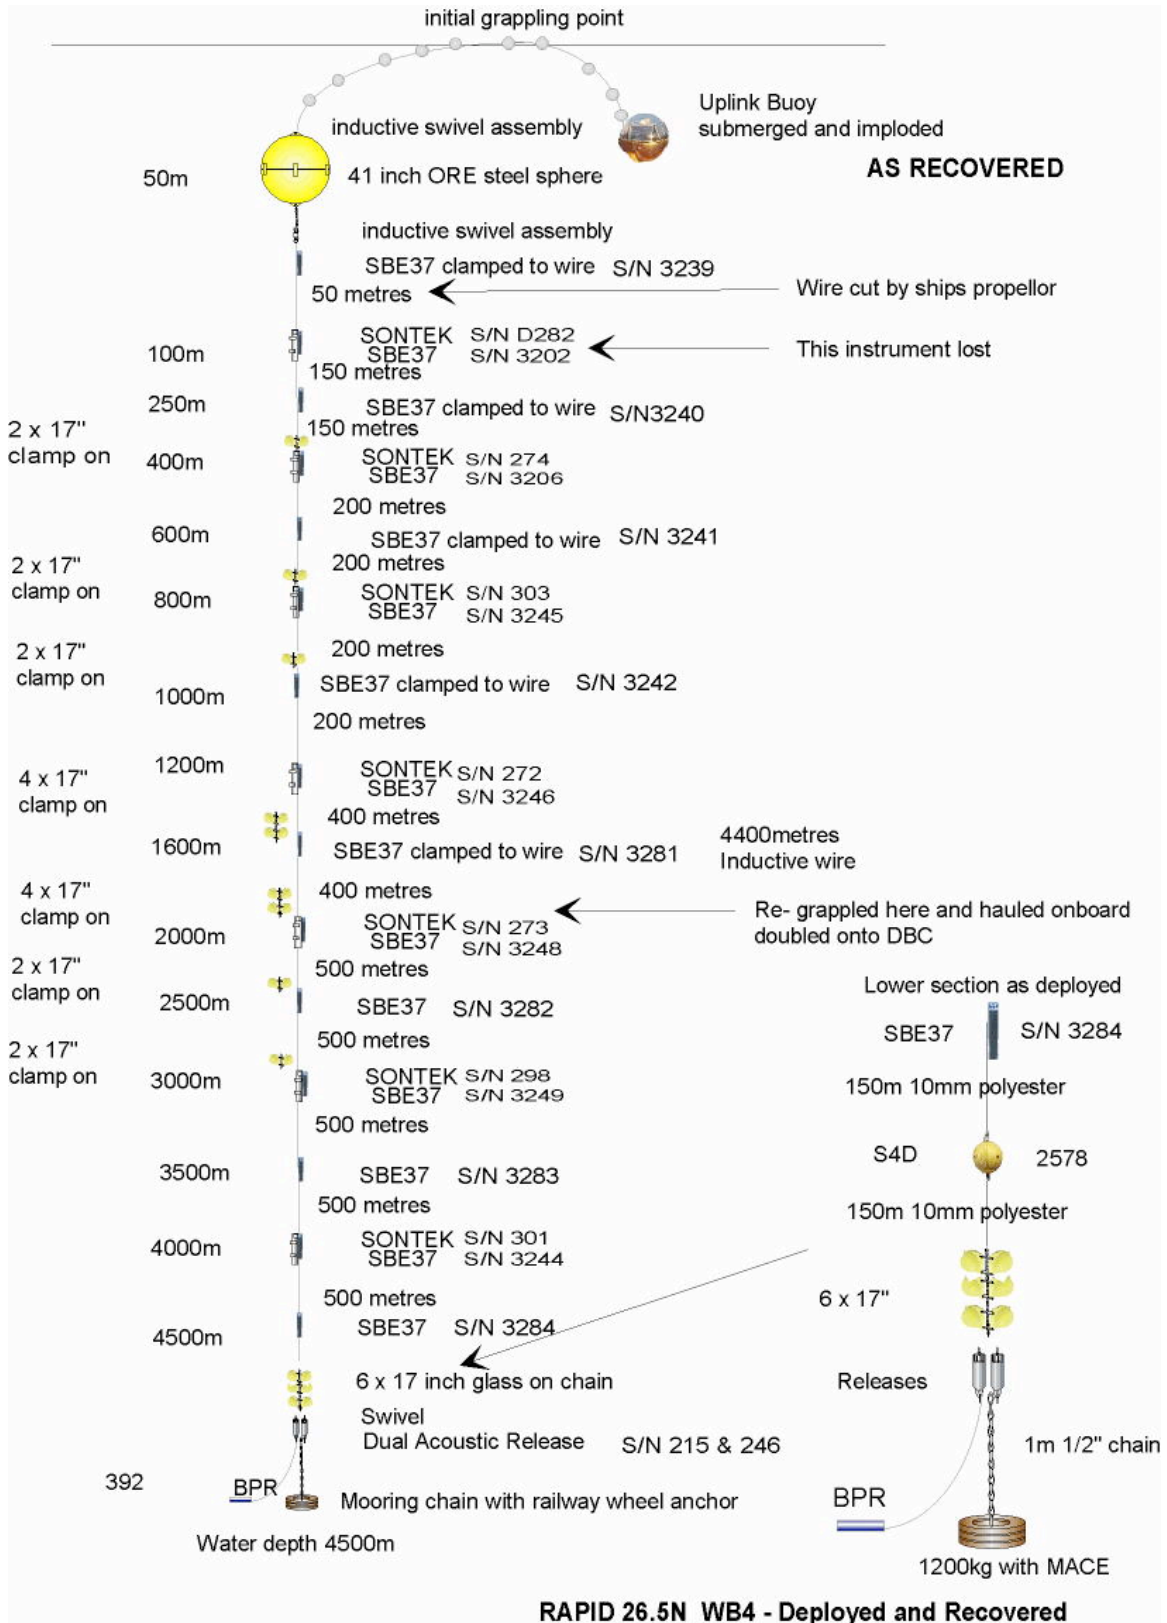 initial grappling point
Uplink Buoy
submerged and imploded
inductive swivel assembly
AS RECOVERED
50m
41 inch ORE steel sphere
inductive swivel assembly
SBE37 clamped to wire S/N 3239
50 metres
Wire cut by ships propellor
100m
SONTEK S/N D282
SBE37 S/N 3202
This instrument lost
150 metres
250m
SBE37 clamped to wire S/N3240
2 x 17"
clamp on
150 metres
400m
SONTEK S/N 274
SBE37 S/N 3206
200 metres
600m
SBE37 clamped to wire S/N 3241
2 x 17"
clamp on
200 metres
800m
SONTEK S/N 303
SBE37 S/N 3245
2 x 17"
clamp on
200 metres
1000m
SBE37 clamped to wire S/N 3242
200 metres
1200m
SONTEK S/N 272
SBE37 S/N 3246
4 x 17"
clamp on
400 metres
1600m
SBE37 clamped to wire S/N 3281
4400metres
Inductive wire
4 x 17"
clamp on
400 metres
Re- grappled here and hauled onboard
doubled onto DBC
2000m
SONTEK S/N 273
SBE37 S/N 3248
2 x 17"
clamp on
500 metres
2500m
SBE37 S/N 3282
2 x 17"
clamp on
500 metres
3000m
SONTEK S/N 298
SBE37 S/N 3249
500 metres
3500m
SBE37 S/N 3283
500 metres
4000m
SONTEK S/N 301
SBE37 S/N 3244
500 metres
4500m
SBE37 S/N 3284
6 x 17 inch glass on chain
Swivel
Dual Acoustic Release S/N 215 & 246
392
BPR
Mooring chain with railway wheel anchor
Water depth 4500m
Lower section as deployed
SBE37 S/N 3284
150m 10mm polyester
S4D 2578
150m 10mm polyester
6 x 17"
Releases
1m 1/2" chain
BPR
1200kg with MACE
RAPID 26.5N WB4 - Deployed and Recovered